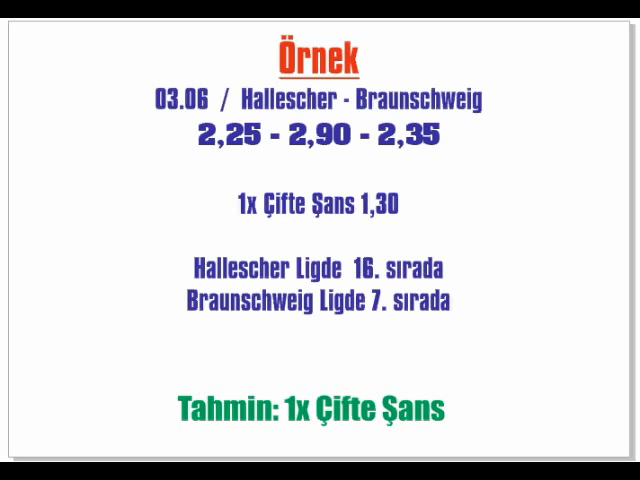 Örnek
03.06 / Hallescher - Braunschweig
2,25 - 2,90 - 2,35
1x Çifte Şans 1,30
Hallescher Ligde 16. sırada
Braunschweig Ligde 7. sırada
Tahmin: 1x Çifte Şans